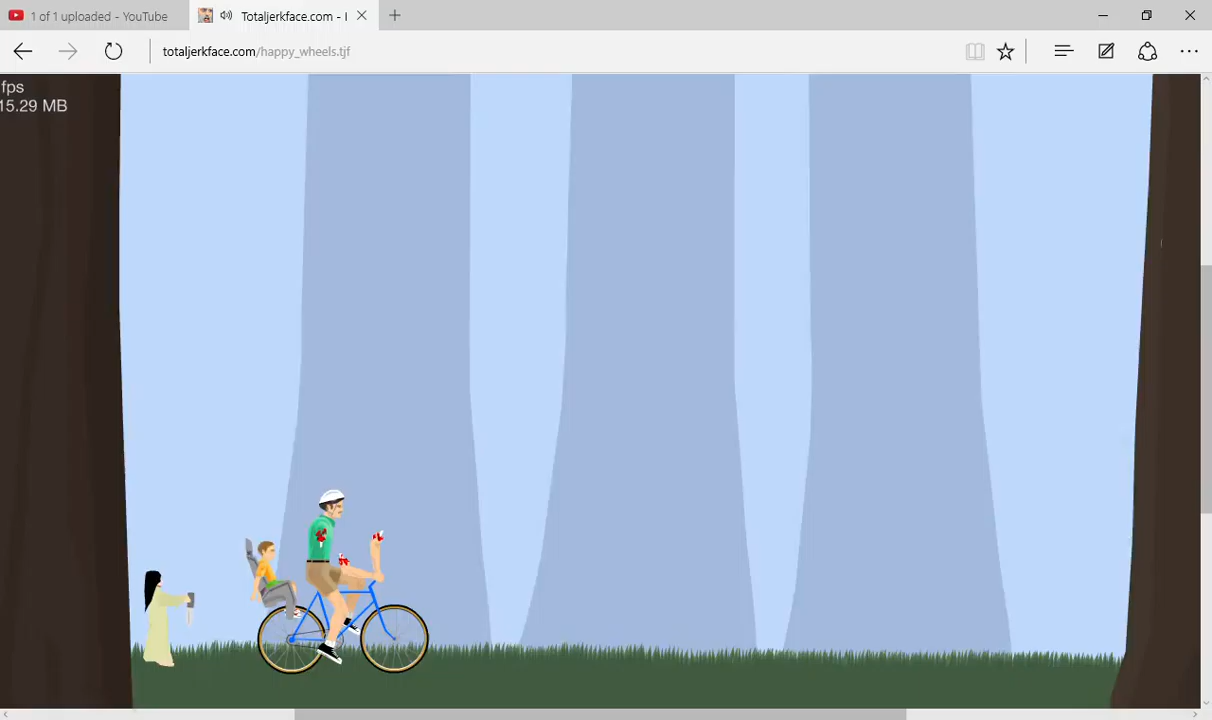 1 of 1 uploaded - YouTube
Totaljerkface.com -
totaljerkface.com/happy_wheels.tjf
fps
15.29 MB